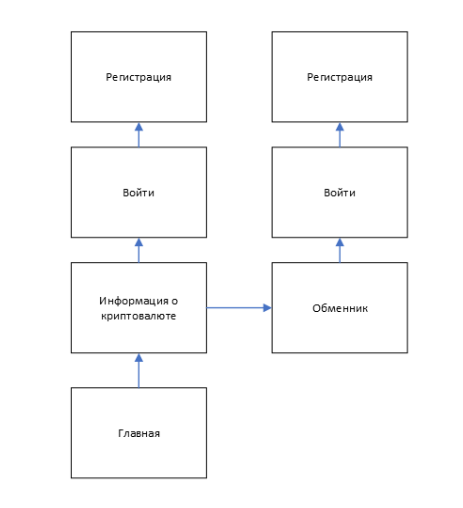 Регистрация
Регистрация
Войти
Войти
Информация о
криптовалюте
Обменник
Главная